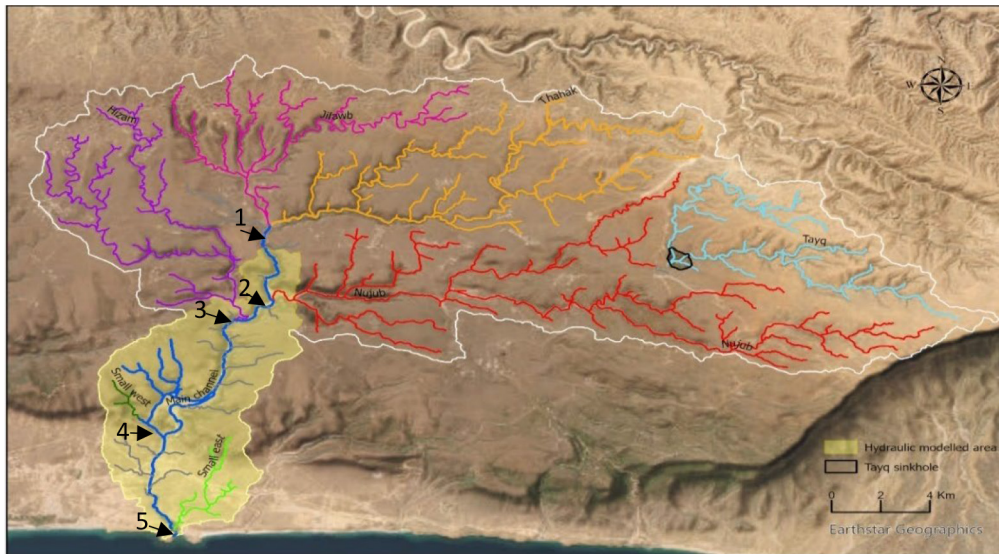 N
W
S
Hizam
Jirawb
Thahak
Tayq
1
2
3
Nujub
Nujub
Small west
Main channel
4
Small east
5
Hydraulic modelled area
Tayq sinkhole
0 2 4 Km
Earthstar Geographics